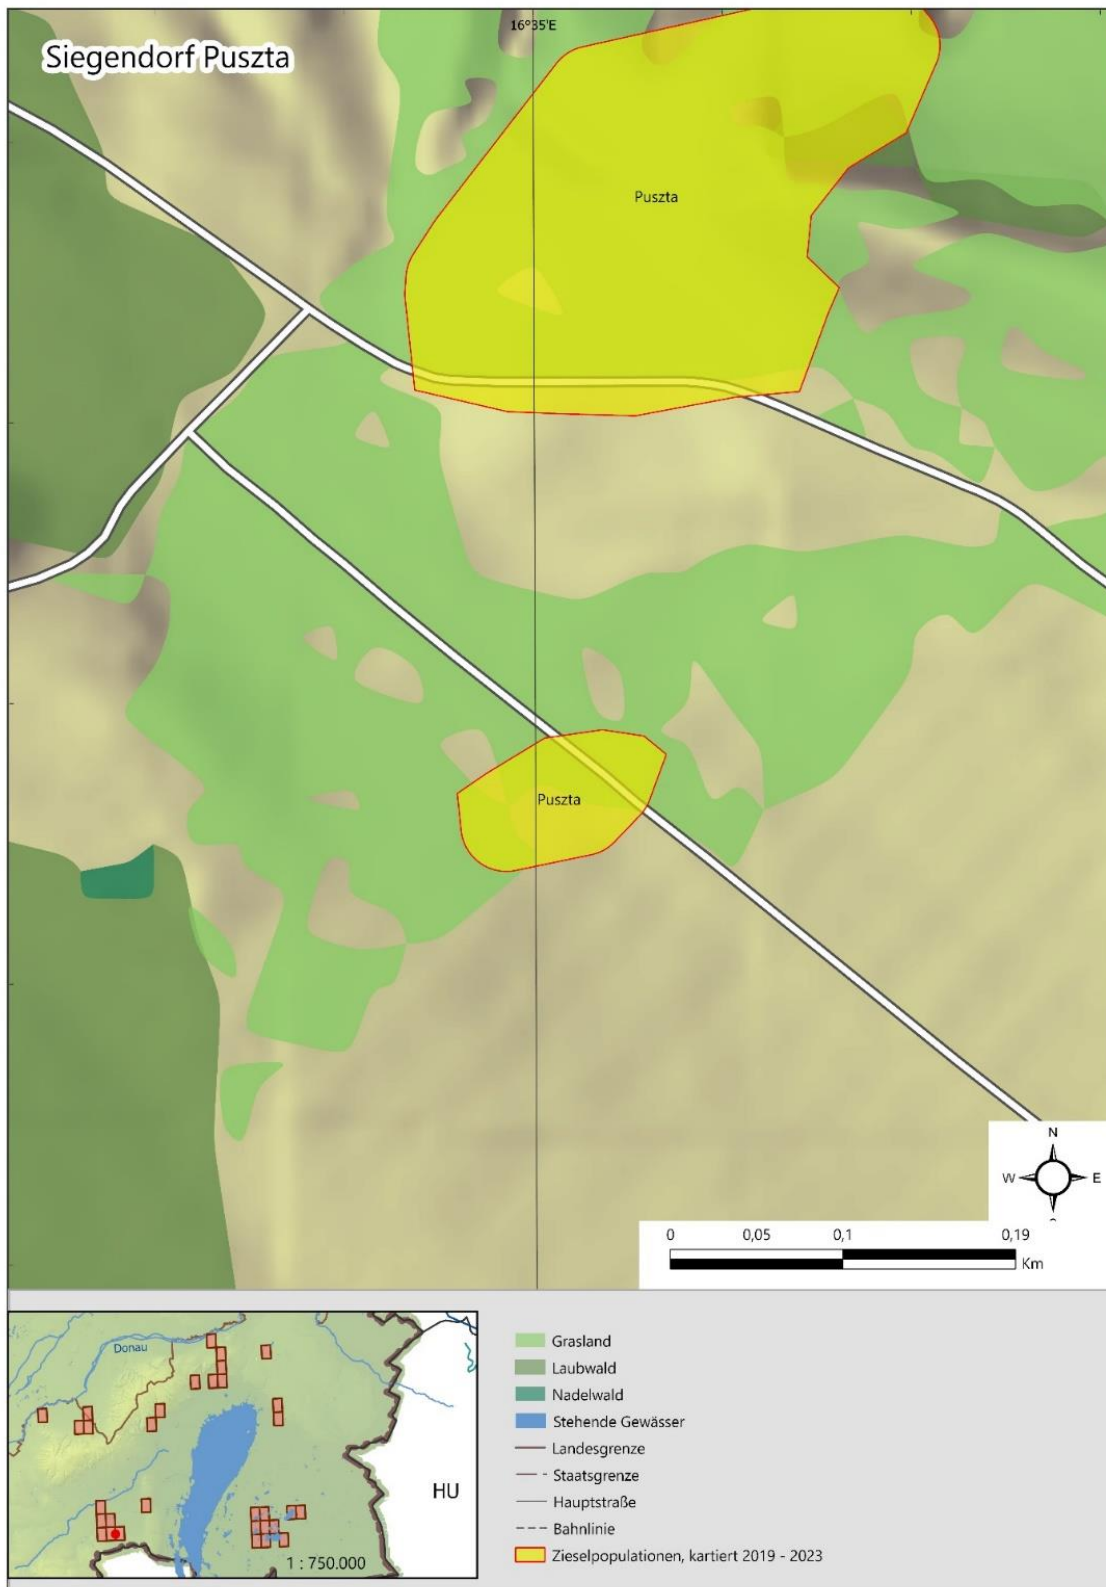 16°35'E
Siegendorf Puszta
Puszta
Puszta
N
W E
0 0,05 0,1 0,19
Km
Donau
HU
1 : 750.000
Grasland
Laubwald
Nadelwald
Stehende Gewässer
Landesgrenze
Staatsgrenze
Hauptstraße
Bahnlinie
Zieselpopulationen, kartiert 2019 - 2023